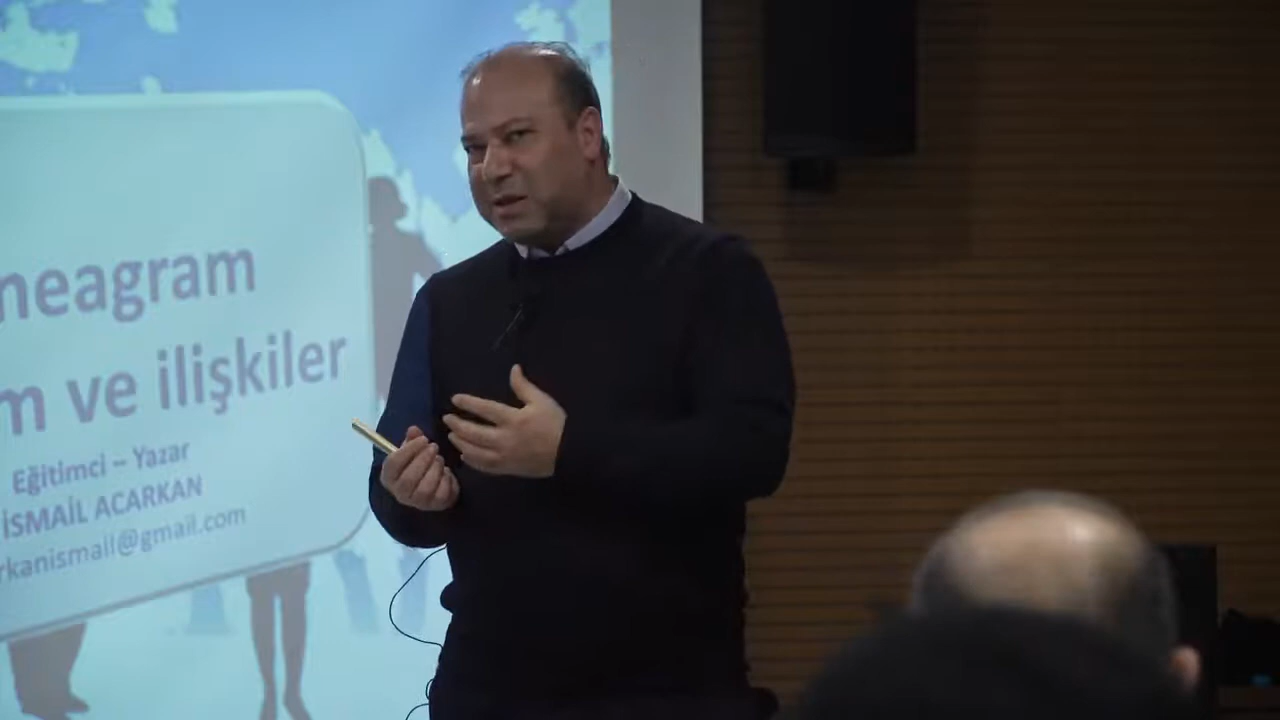 neagram
m ve ilişkiler
Eğitimci – Yazar
İSMAİL ACARKAN
rkanismail@gmail.com